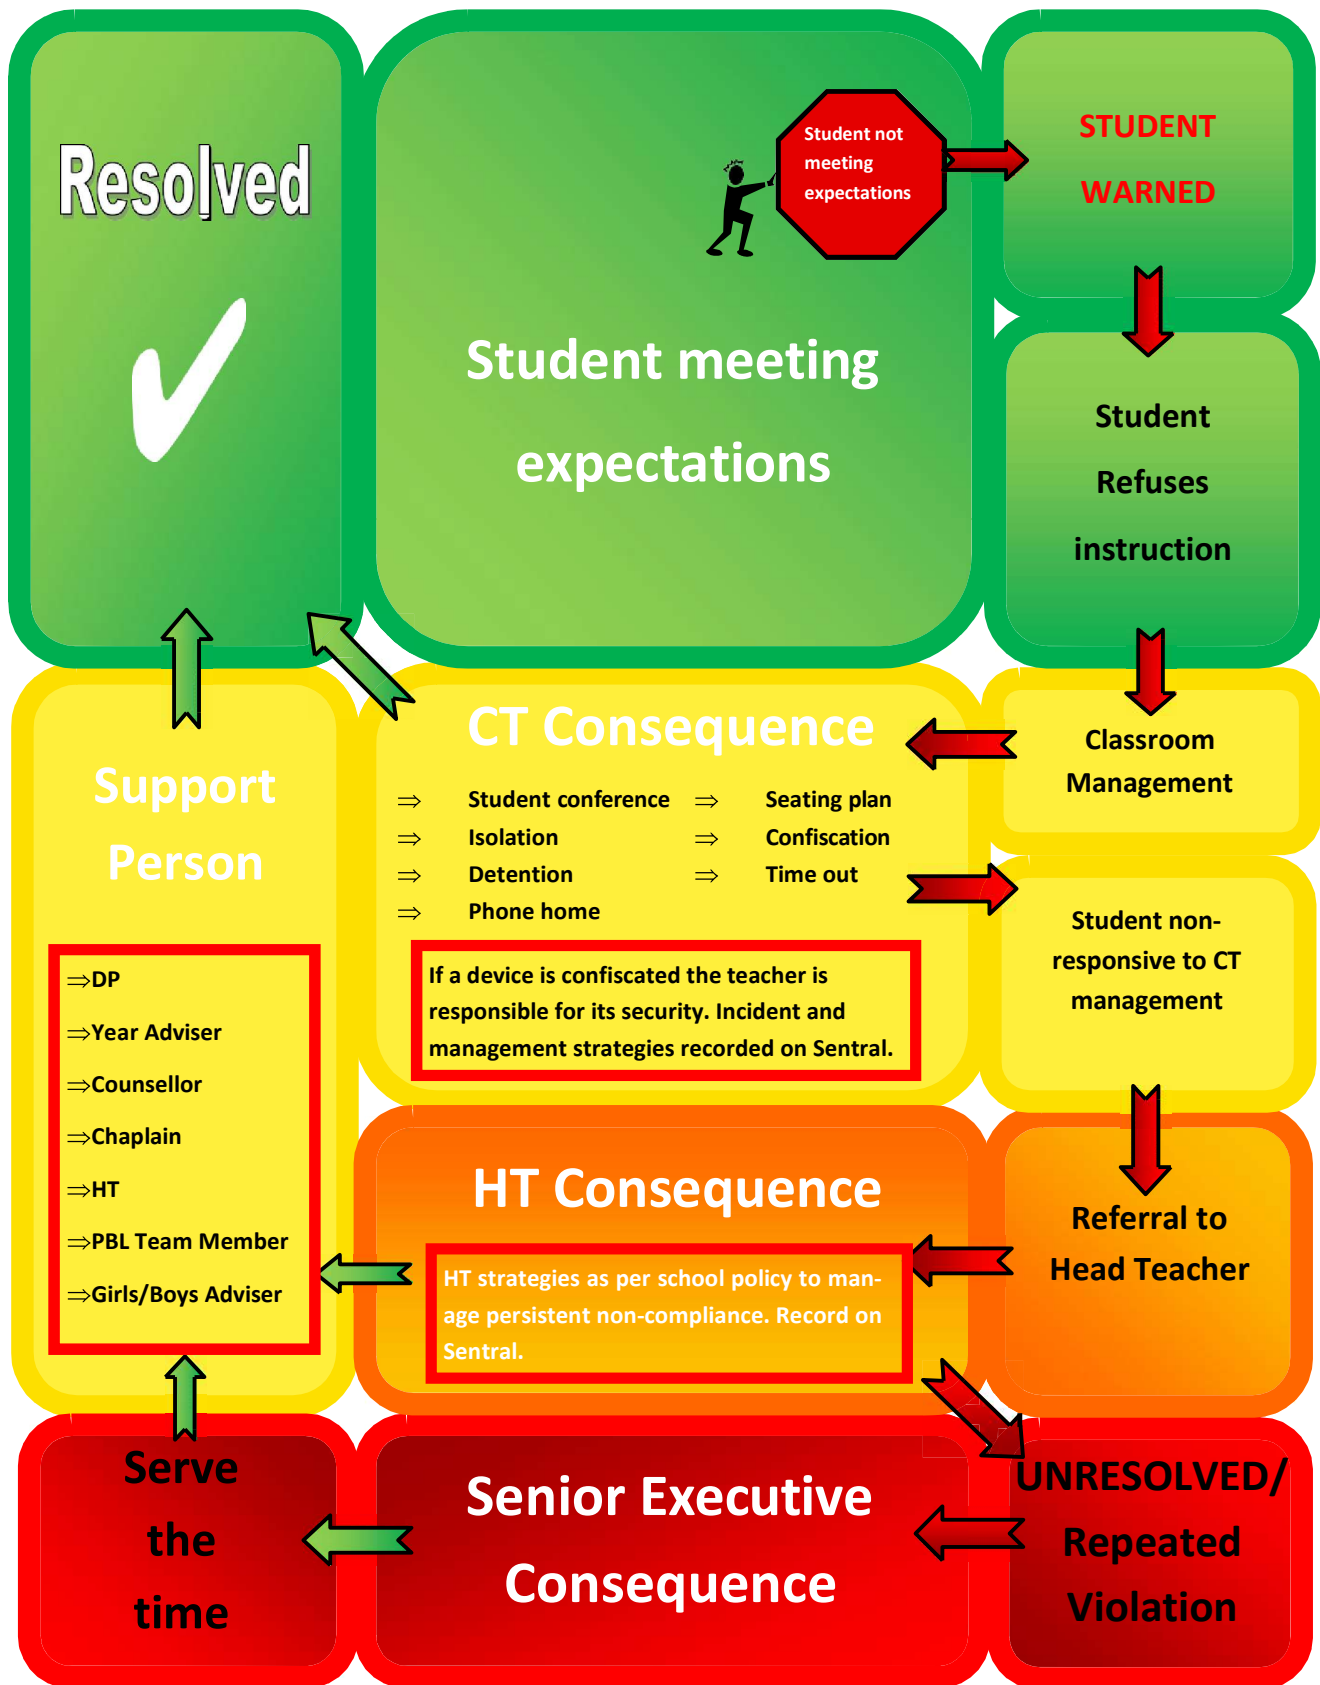 Resolved
Student not
meeting
expectations
STUDENT
WARNED
Student meeting
expectations
Student
Refuses
instruction
Support
Person
⇒DP
⇒Year Adviser
⇒Counsellor
⇒Chaplain
⇒HT
⇒PBL Team Member
⇒Girls/Boys Adviser
CT Consequence
⇒ Student conference ⇒ Seating plan
⇒ Isolation ⇒ Confiscation
⇒ Detention ⇒ Time out
⇒ Phone home
If a device is confiscated the teacher is
responsible for its security. Incident and
management strategies recorded on Sentral.
Classroom
Management
Student non-
responsive to CT
management
HT Consequence
HT strategies as per school policy to man-
age persistent non-compliance. Record on
Sentral.
Referral to
Head Teacher
Serve
the
time
Senior Executive
Consequence
UNRESOLVED/
Repeated
Violation